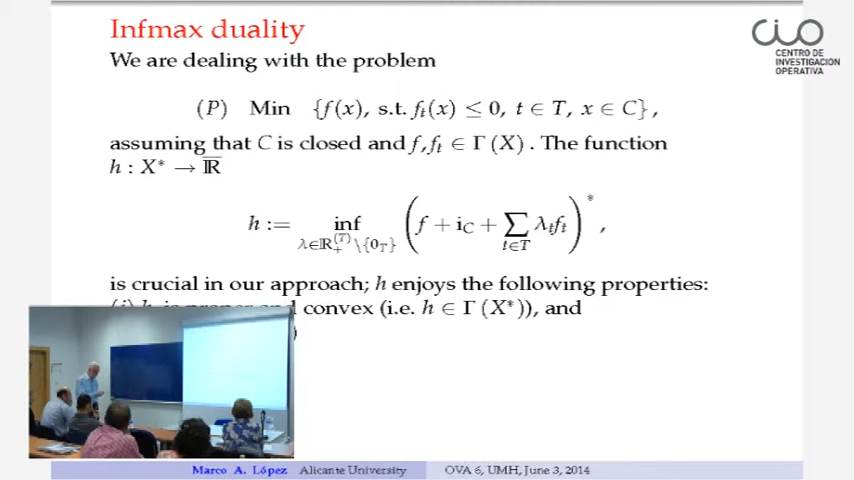 Infmax duality
We are dealing with the problem
(P) Min {f(x), s.t. f_t(x) ≤ 0, t ∈ T, x ∈ C},
assuming that C is closed and f, f_t ∈ Γ(X). The function
h : X* → ℝ̅
h := inf_{λ∈ℝ_+^{(T)}\{0_T}} (f + i_C + ∑_{t∈T} λ_t f_t)*,
is crucial in our approach; h enjoys the following properties:
convex (i.e. h ∈ Γ(X*)), and
Marco A. López Alicante University OVA 6, UMH, June 3, 2014
CIO
CENTRO DE
INVESTIGACIÓN
OPERATIVA